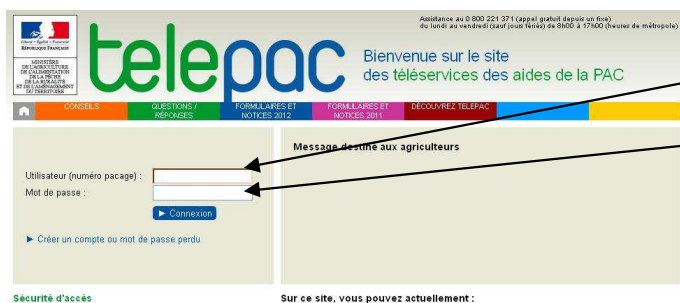 Assistance au 0 800 221 371 (appel gratuit depuis un fixe)
du lundi au vendredi (sauf jours fériés) de 8h00 à 17h00 (heures de métropole)
Liberté • Égalité • Fraternité
RÉPUBLIQUE FRANÇAISE
MINISTÈRE
DE L'AGRICULTURE
DE L'ALIMENTATION
DE LA PÊCHE
DE LA RURALITÉ
ET DE L'AMÉNAGEMENT
DU TERRITOIRE
telepac
Bienvenue sur le site
des téléservices des aides de la PAC
CONSEILS
QUESTIONS /
RÉPONSES
FORMULAIRES ET
NOTICES 2012
FORMULAIRES ET
NOTICES 2011
DÉCOUVREZ TELEPAC
Message destiné aux agriculteurs
Utilisateur (numéro pacage) :
Mot de passe :
► Connexion
► Créer un compte ou mot de passe perdu
Sécurité d'accès
Sur ce site, vous pouvez actuellement :